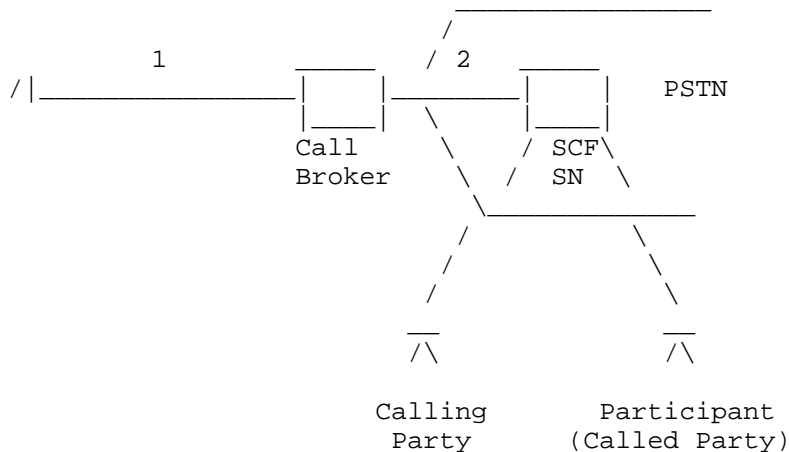 1 2
PSTN
Call SCF
Broker SN
Calling Participant
Party (Called Party)